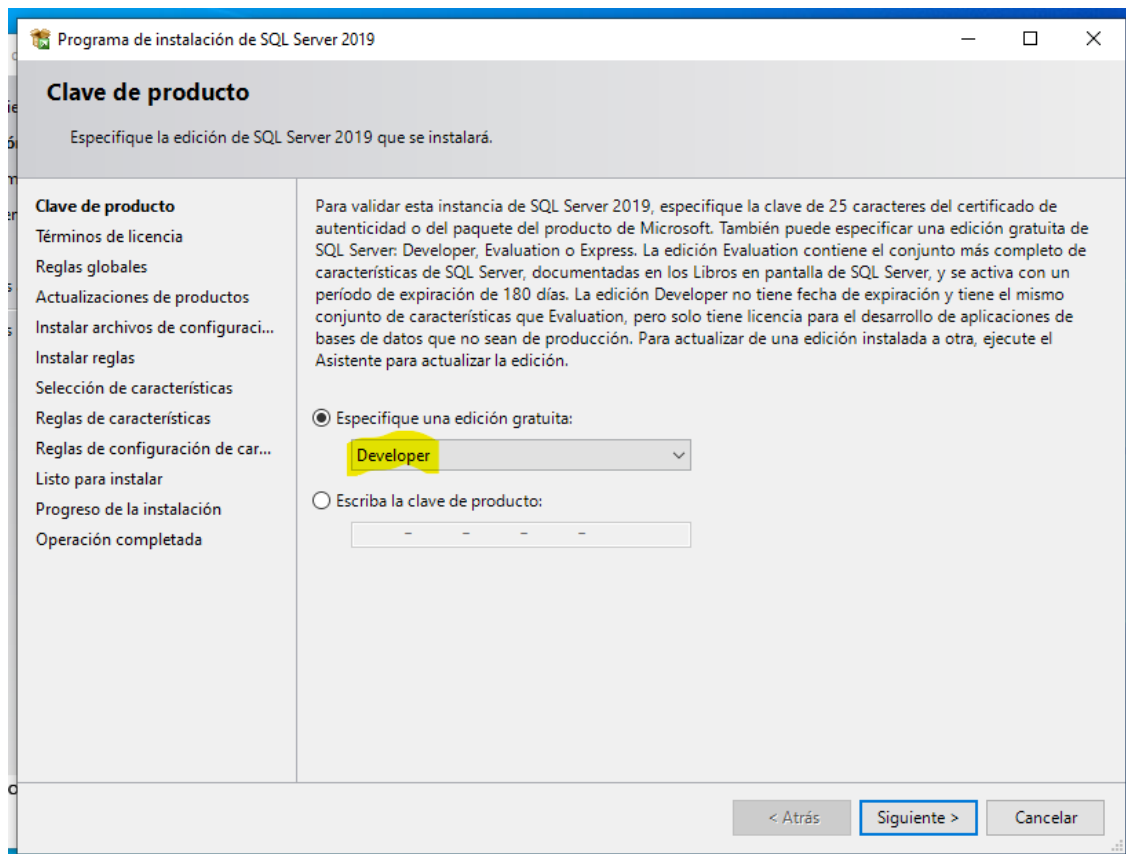 Programa de instalación de SQL Server 2019
Clave de producto
Especifique la edición de SQL Server 2019 que se instalará.
Clave de producto
Términos de licencia
Reglas globales
Actualizaciones de productos
Instalar archivos de configuraci...
Instalar reglas
Selección de características
Reglas de características
Reglas de configuración de car...
Listo para instalar
Progreso de la instalación
Operación completada
Para validar esta instancia de SQL Server 2019, especifique la clave de 25 caracteres del certificado de
autenticidad o del paquete del producto de Microsoft. También puede especificar una edición gratuita de
SQL Server: Developer, Evaluation o Express. La edición Evaluation contiene el conjunto más completo de
características de SQL Server, documentadas en los Libros en pantalla de SQL Server, y se activa con un
período de expiración de 180 días. La edición Developer no tiene fecha de expiración y tiene el mismo
conjunto de características que Evaluation, pero solo tiene licencia para el desarrollo de aplicaciones de
bases de datos que no sean de producción. Para actualizar de una edición instalada a otra, ejecute el
Asistente para actualizar la edición.
Especifique una edición gratuita:
Developer
Escriba la clave de producto:
- - - -
< Atrás
Siguiente >
Cancelar